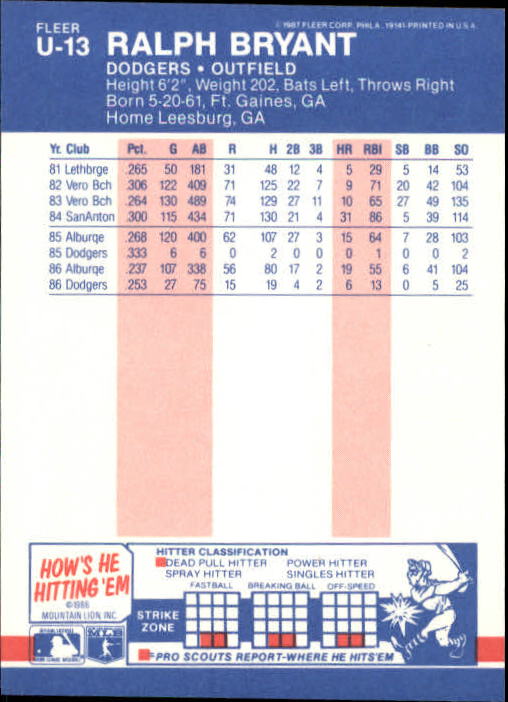 FLEER
U-13 RALPH BRYANT
© 1987 FLEER CORP. PHILA. 19141-PRINTED IN U.S.A.
DODGERS • OUTFIELD
Height 6'2", Weight 202, Bats Left, Throws Right
Born 5-20-61, Ft. Gaines, GA
Home Leesburg, GA
Yr. Club Pct. G AB R H 2B 3B HR RBI SB BB SO
81 Lethbrge .265 50 181 31 48 12 4 5 29 5 14 53
82 Vero Bch .306 122 409 71 125 22 7 9 71 20 42 104
83 Vero Bch .264 130 489 74 129 27 11 10 65 27 49 135
84 SanAnton .300 115 434 71 130 21 4 31 86 5 39 114
85 Alburqe .268 120 400 62 107 27 3 15 64 7 28 103
85 Dodgers .333 6 6 0 2 0 0 0 1 0 0 2
86 Alburqe .237 107 338 56 80 17 2 19 55 6 41 104
86 Dodgers .253 27 75 15 19 4 2 6 13 0 5 25
HOW'S HE
HITTING 'EM
©1986
MOUNTAIN LION, INC.
HITTER CLASSIFICATION
DEAD PULL HITTER POWER HITTER
SPRAY HITTER SINGLES HITTER
FASTBALL BREAKING BALL OFF-SPEED
STRIKE
ZONE
=PRO SCOUTS REPORT-WHERE HE HITS'EM